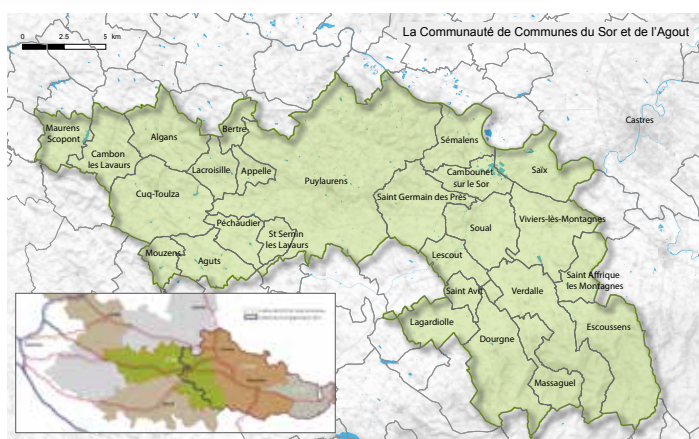 La Communauté de Communes du Sor et de l'Agout
0 2.5 5 km
Castres
Maurens
Scopont
Cambon
les Lavaurs
Algans
Bertre
Lacroisille
Appelle
Cuq-Toulza
Puylaurens
Sémalens
Cambounet
sur le Sor
Saïx
Saint Germain des Près
Viviers-lès-Montagnes
Soual
Péchaudier
St Sernin
les Lavaurs
Mouzens
Aguts
Lescout
Saint Affrique
les Montagnes
Saint Avit
Verdalle
Lagardiolle
Dourgne
Escoussens
Massaguel